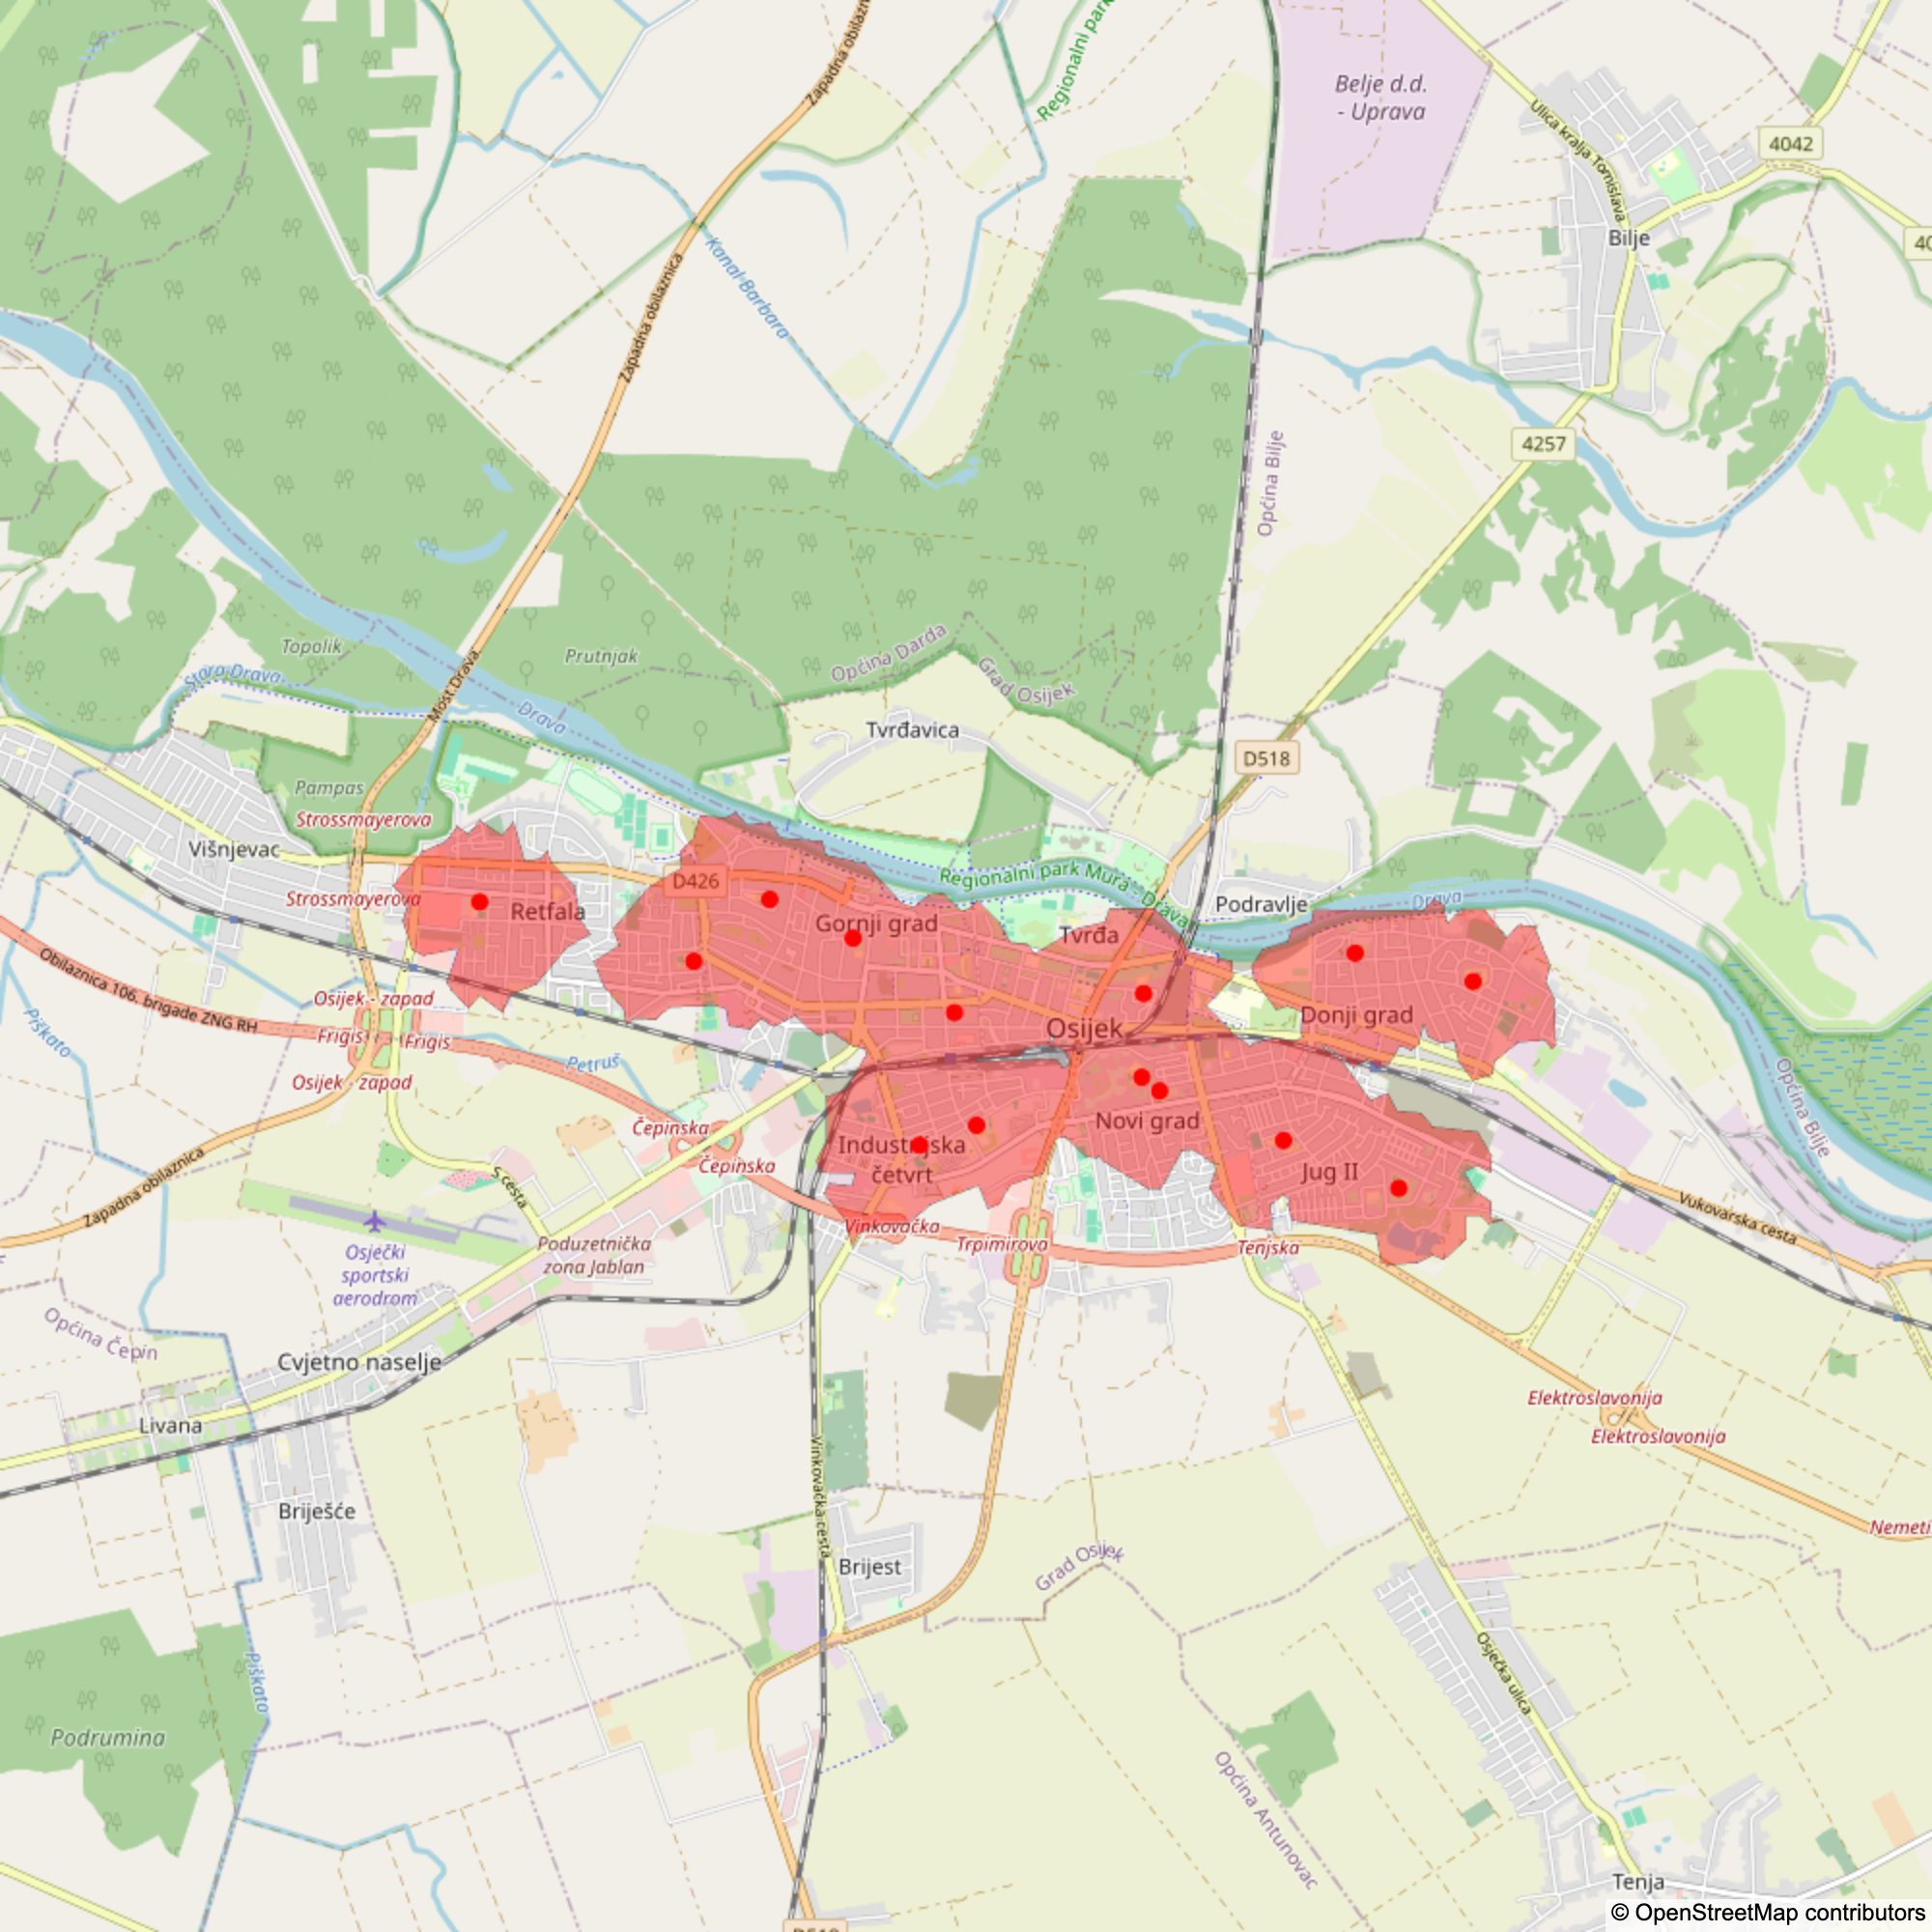 Zapadna obilazn
Regionalni park
Belje d.d.
- Uprava
Ulica kralja Tomislava
4042
Bilje
Kanal Barbara
Zapadna obilaznica
4257
Općina Bilje
Topolik
Prutnjak
Općina Darda
Grad Osijek
Stara Drava
Most Drava
Drava
Tvrđavica
D518
Pampas
Strossmayerova
Višnjevac
D426
Regionalni park Mura - Drava
Strossmayerova
Retfala
Gornji grad
Tvrđa
Podravlje
Drava
Obilaznica 106. brigade ZNG RH
Osijek - zapad
Piškato
Frigis
Frigis
Osijek
Donji grad
Petruš
Osijek - zapad
Općina Bilje
Čepinska
Novi grad
Industrijska
četvrt
Čepinska
Jug II
Zapadna obilaznica
S cesta
Vinkovačka
Trpimirova
Tenjska
Vukovarska cesta
Osječki
sportski
aerodrom
Poduzetnička
zona Jablan
Općina Čepin
Cvjetno naselje
Livana
Elektroslavonija
Elektroslavonija
Vinkovačka cesta
Briješće
Nemeti
Brijest
Grad Osijek
Piškato
Osječka ulica
Podrumina
Općina Antunovac
Tenja
© OpenStreetMap contributors